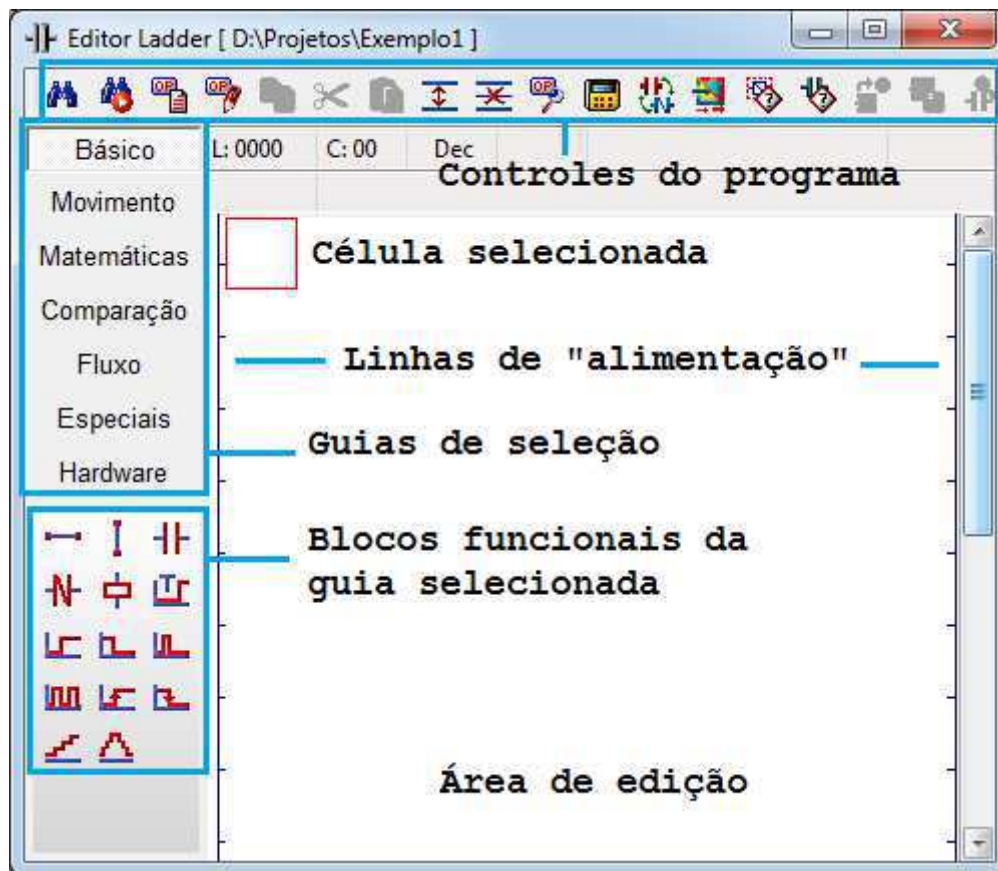 Editor Ladder [ D:\Projetos\Exemplo1 ]
Básico
L: 0000 C: 00 Dec
Controles do programa
Movimento
Matemáticas
Comparação
Fluxo
Especiais
Hardware
Célula selecionada
Linhas de "alimentação"
Guias de seleção
Blocos funcionais da
guia selecionada
Área de edição